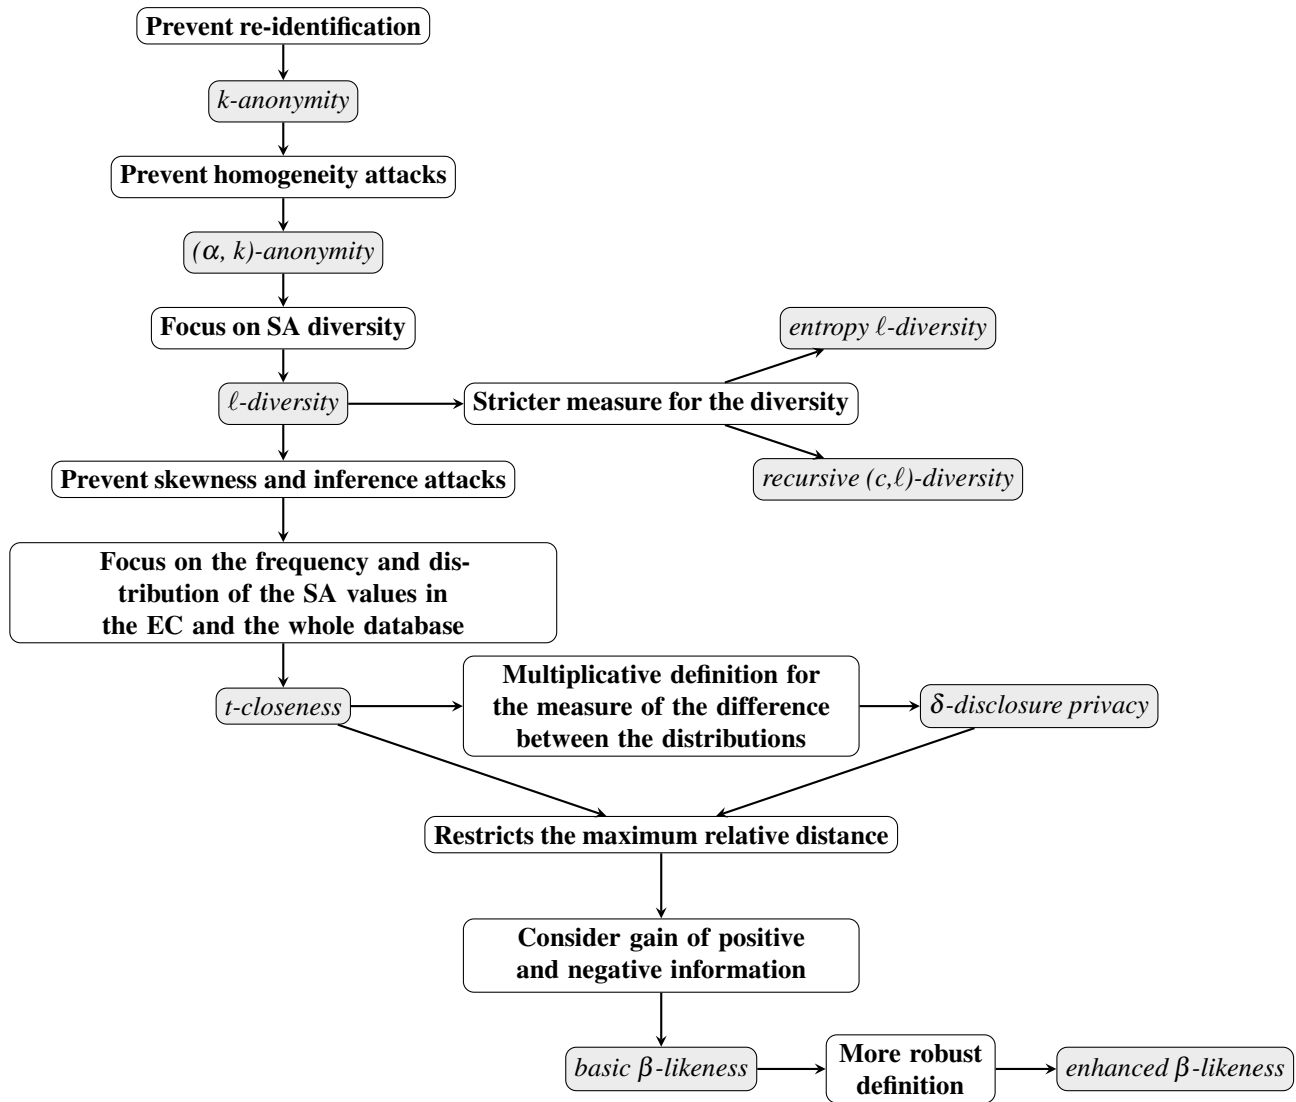 Prevent re-identification
k-anonymity
Prevent homogeneity attacks
(α, k)-anonymity
Focus on SA diversity
entropy ℓ-diversity
ℓ-diversity
Stricter measure for the diversity
recursive (c,ℓ)-diversity
Prevent skewness and inference attacks
Focus on the frequency and dis-
tribution of the SA values in
the EC and the whole database
t-closeness
Multiplicative definition for
the measure of the difference
between the distributions
δ-disclosure privacy
Restricts the maximum relative distance
Consider gain of positive
and negative information
basic β-likeness
More robust
definition
enhanced β-likeness